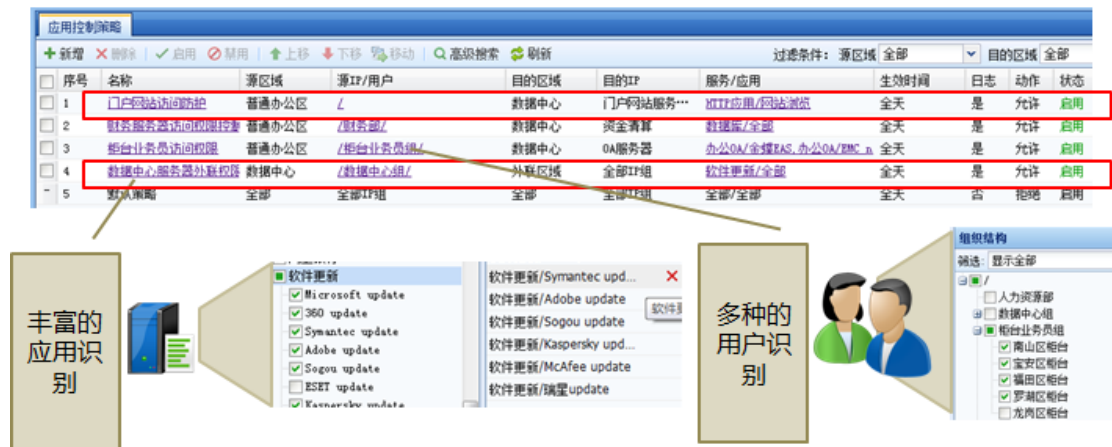 应用控制策略
新增 删除 启用 禁用 上移 下移 移动 高级搜索 刷新 过滤条件: 源区域 全部 目的区域 全部
序号 名称 源区域 源IP/用户 目的区域 目的IP 服务/应用 生效时间 日志 动作 状态
1 门户网站访问防护 普通办公区 / 数据中心 门户网站服务… HTTP应用/网站浏览 全天 是 允许 启用
2 财务服务器访问权限控制 普通办公区 /财务部/ 数据中心 资金清算 数据库/全部 全天 是 允许 启用
3 柜台业务员访问权限 普通办公区 /柜台业务员组/ 数据中心 OA服务器 办公OA/金蝶EAS,办公OA/EMC_n 全天 是 允许 启用
4 数据中心服务器外联权限 数据中心 /数据中心组/ 外联区域 全部IP组 软件更新/全部 全天 是 允许 启用
5 默认策略 全部 全部IP组 全部 全部IP组 全部/全部 全天 否 拒绝 启用
丰富的
应用识
别
软件更新
Microsoft update
360 update
Symantec update
Adobe update
Sogou update
ESET update
Kaspersky update
软件更新/Symantec upd...
软件更新/Adobe update
软件更新/Sogou update
软件更新/Kaspersky upd...
软件更新/McAfee update
软件更新/瑞星update
多种的
用户识
别
组织结构
筛选: 显示全部
/
人力资源部
数据中心组
柜台业务员组
南山区柜台
宝安区柜台
福田区柜台
罗湖区柜台
龙岗区柜台